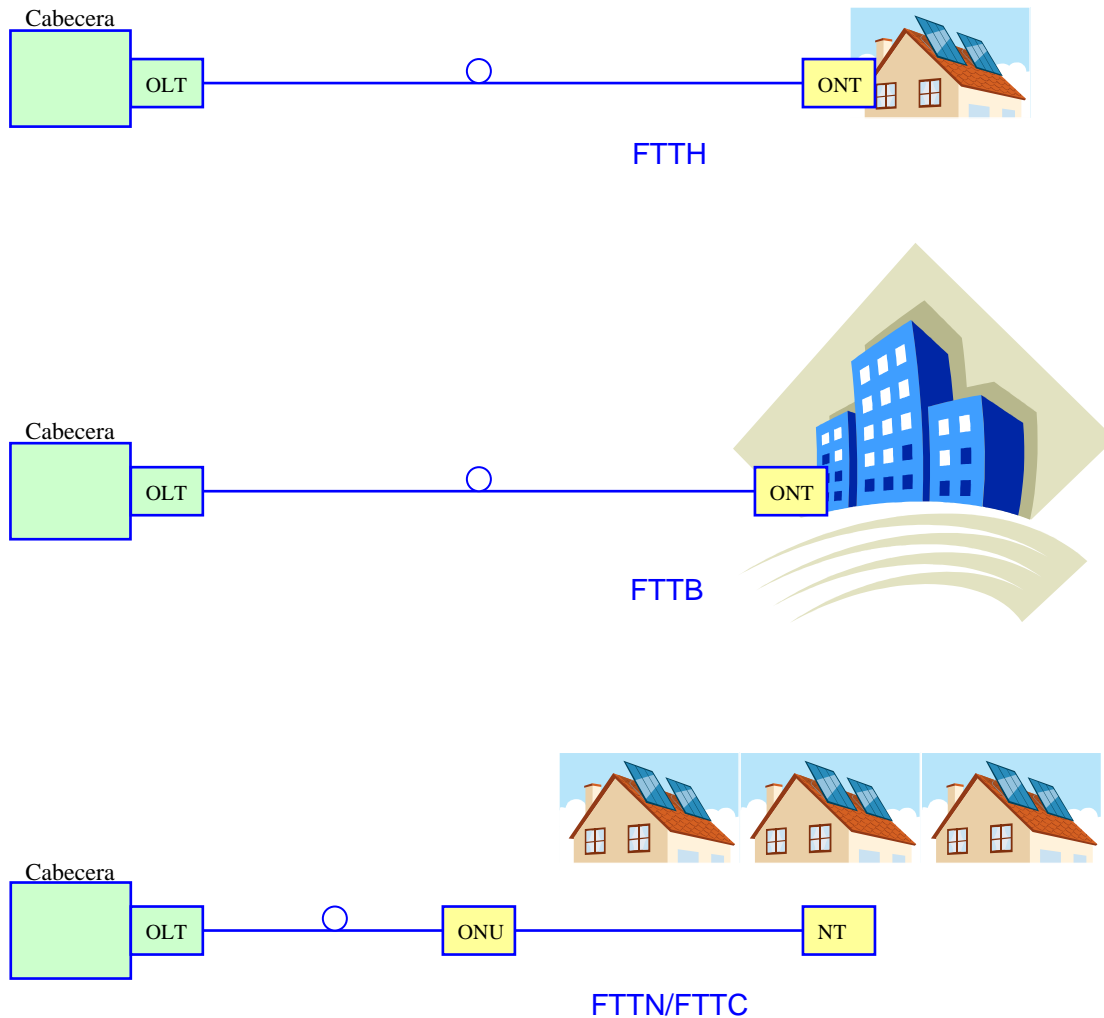 Cabecera
OLT
ONT
FTTH
Cabecera
OLT
ONT
FTTB
Cabecera
OLT
ONU
NT
FTTN/FTTC